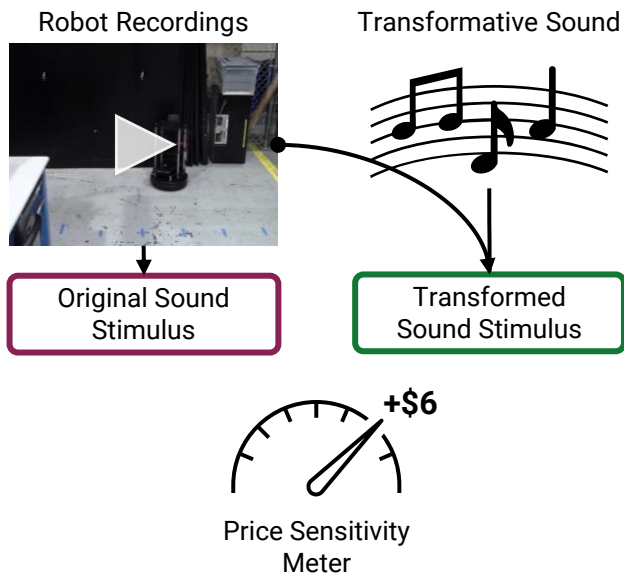 Robot Recordings
Transformative Sound
Original Sound
Stimulus
Transformed
Sound Stimulus
+$6
Price Sensitivity
Meter